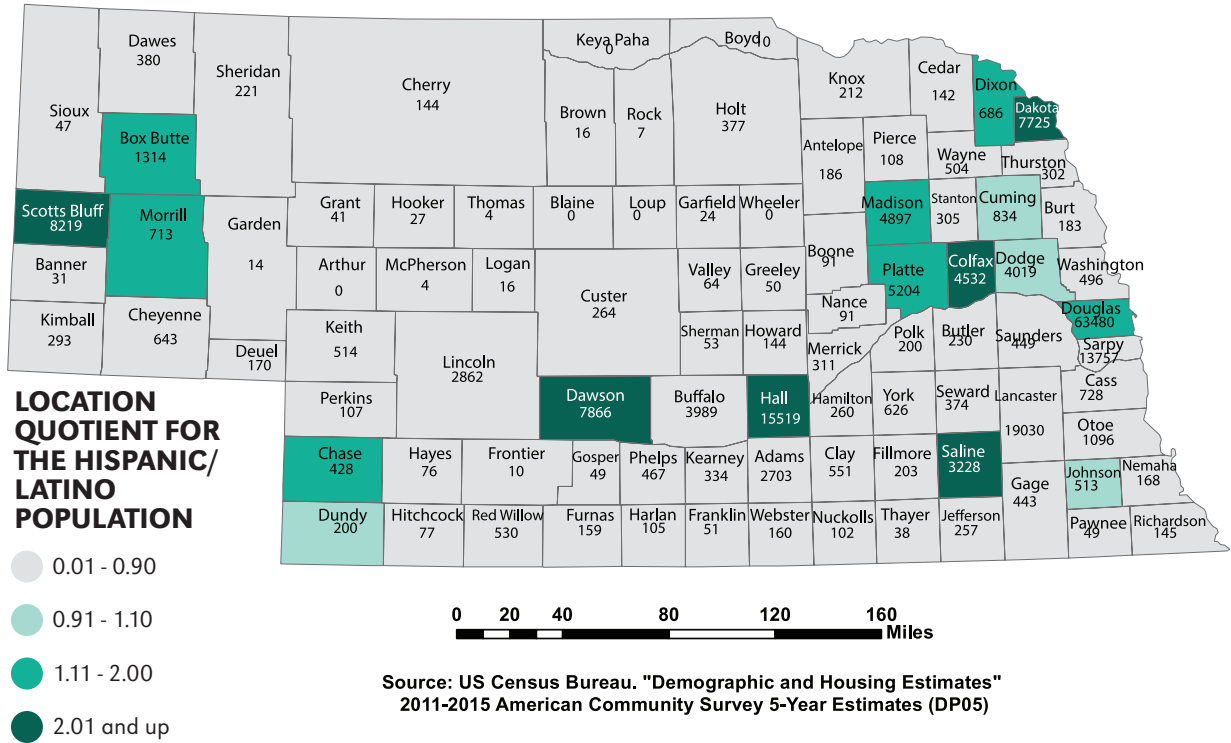 Keya Paha
0
Boyd 10
Dawes
380
Sheridan
221
Cherry
144
Knox
212
Cedar
142
Dixon
686
Dakota
7725
Sioux
47
Box Butte
1314
Brown
16
Rock
7
Holt
377
Antelope
186
Pierce
108
Wayne
504
Thurston
302
Scotts Bluff
8219
Morrill
713
Garden
14
Grant
41
Hooker
27
Thomas
4
Blaine
0
Loup
0
Garfield
24
Wheeler
0
Madison
4897
Stanton
305
Cuming
834
Burt
183
Banner
31
Arthur
0
McPherson
4
Logan
16
Custer
264
Valley
64
Greeley
50
Boone
91
Platte
5204
Colfax
4532
Dodge
4019
Washington
496
Kimball
293
Cheyenne
643
Deuel
170
Keith
514
Lincoln
2862
Sherman
53
Howard
144
Nance
91
Merrick
311
Polk
200
Butler
230
Saunders
449
Douglas
63480
Sarpy
13757
Perkins
107
Dawson
7866
Buffalo
3989
Hall
15519
Hamilton
260
York
626
Seward
374
Lancaster
19030
Cass
728
Otoe
1096
Chase
428
Hayes
76
Frontier
10
Gosper
49
Phelps
467
Kearney
334
Adams
2703
Clay
551
Fillmore
203
Saline
3228
Gage
443
Johnson
513
Nemaha
168
Dundy
200
Hitchcock
77
Red Willow
530
Furnas
159
Harlan
105
Franklin
51
Webster
160
Nuckolls
102
Thayer
38
Jefferson
257
Pawnee
49
Richardson
145
LOCATION
QUOTIENT FOR
THE HISPANIC/
LATINO
POPULATION
0.01 - 0.90
0.91 - 1.10
1.11 - 2.00
2.01 and up
0 20 40 80 120 160
Miles
Source: US Census Bureau. "Demographic and Housing Estimates"
2011-2015 American Community Survey 5-Year Estimates (DP05)